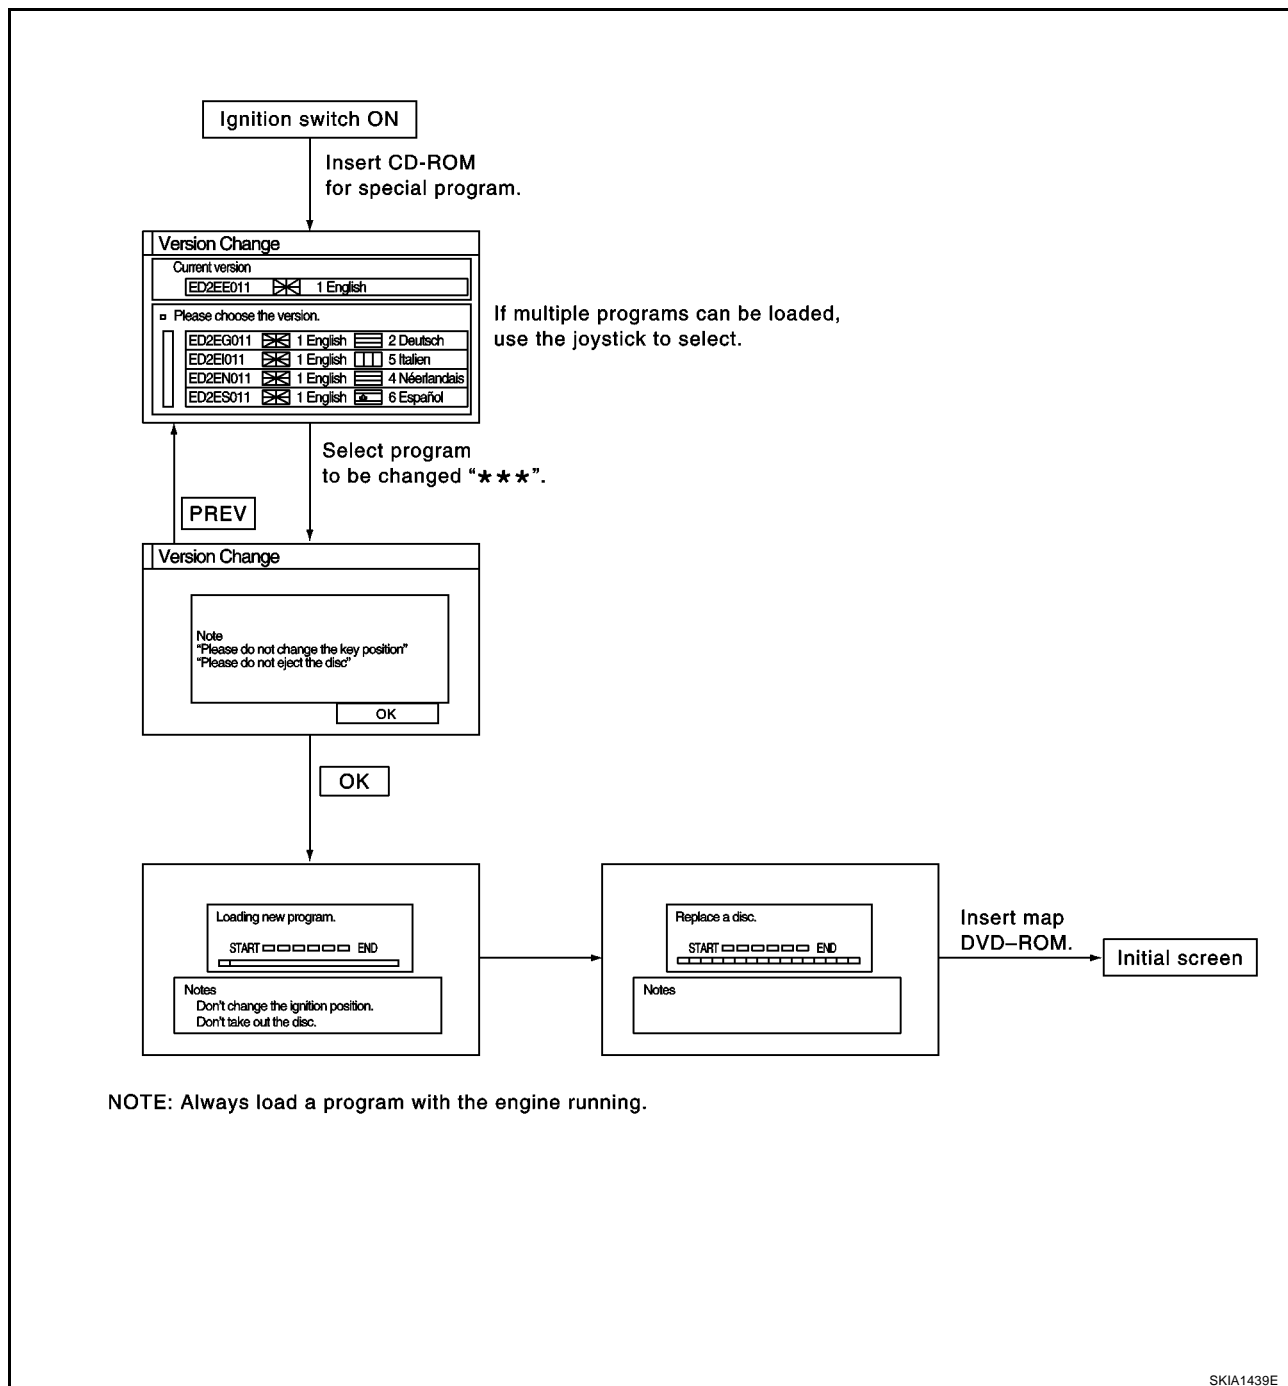 Ignition switch ON
Insert CD-ROM
for special program.
Version Change
Current version
ED2EE011 1 English
Please choose the version.
ED2EG011 1 English 2 Deutsch
ED2EI011 1 English 5 Italien
ED2EN011 1 English 4 Néerlandais
ED2ES011 1 English 6 Español
If multiple programs can be loaded,
use the joystick to select.
Select program
to be changed “★★★”.
PREV
Version Change
Note
“Please do not change the key position”
“Please do not eject the disc”
OK
OK
Loading new program.
START END
Notes
Don't change the ignition position.
Don't take out the disc.
Replace a disc.
START END
Notes
Insert map
DVD–ROM.
Initial screen
NOTE: Always load a program with the engine running.
SKIA1439E